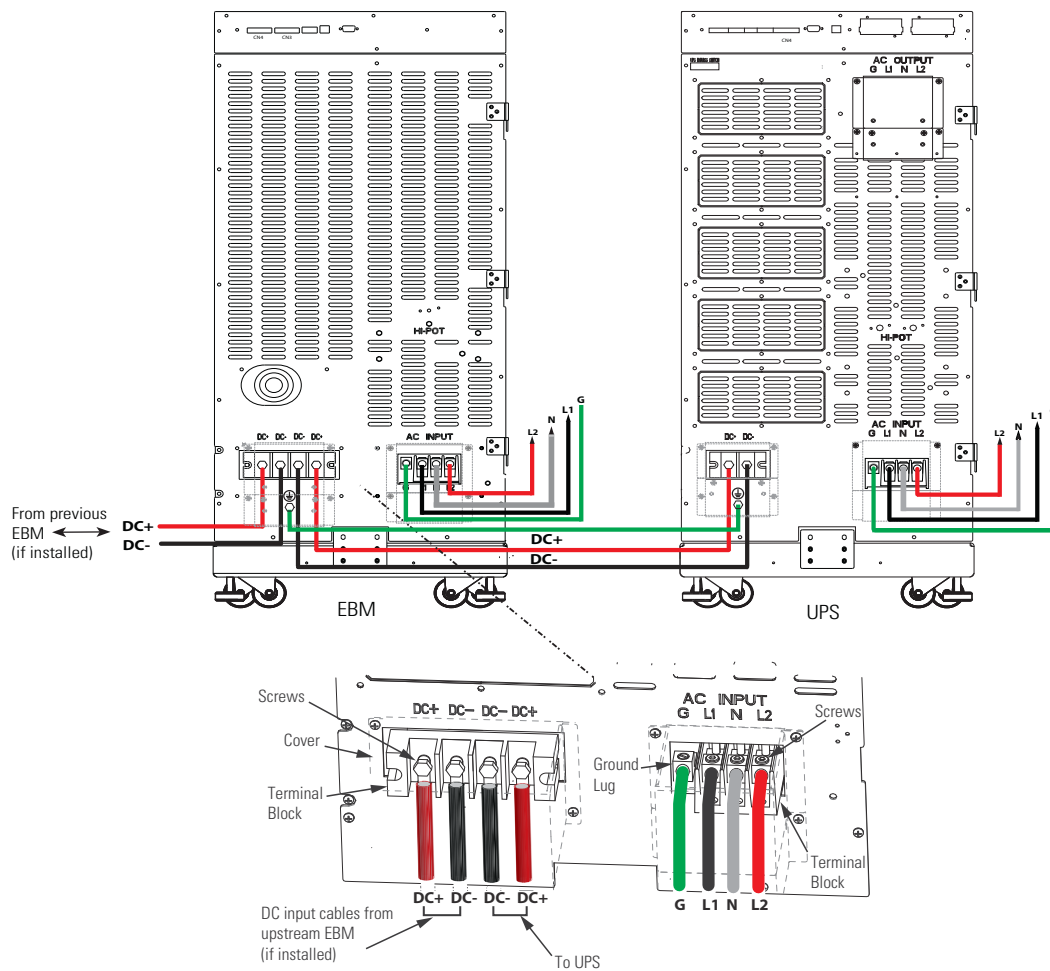 CN4 CN3
CN4
AC OUTPUT
G L1 N L2
HI-POT
HI-POT
DC+ DC- DC- DC+
AC INPUT
L2 N L1 G
DC+ DC-
AC INPUT
G L1 N L2
L2 N L1
From previous
EBM
(if installed)
DC+
DC-
DC+
DC-
EBM
UPS
Screws
Cover
Terminal
Block
DC+ DC- DC- DC+
AC INPUT
G L1 N L2
Screws
Ground
Lug
Terminal
Block
DC+ DC- DC- DC+
G L1 N L2
DC input cables from
upstream EBM
(if installed)
To UPS